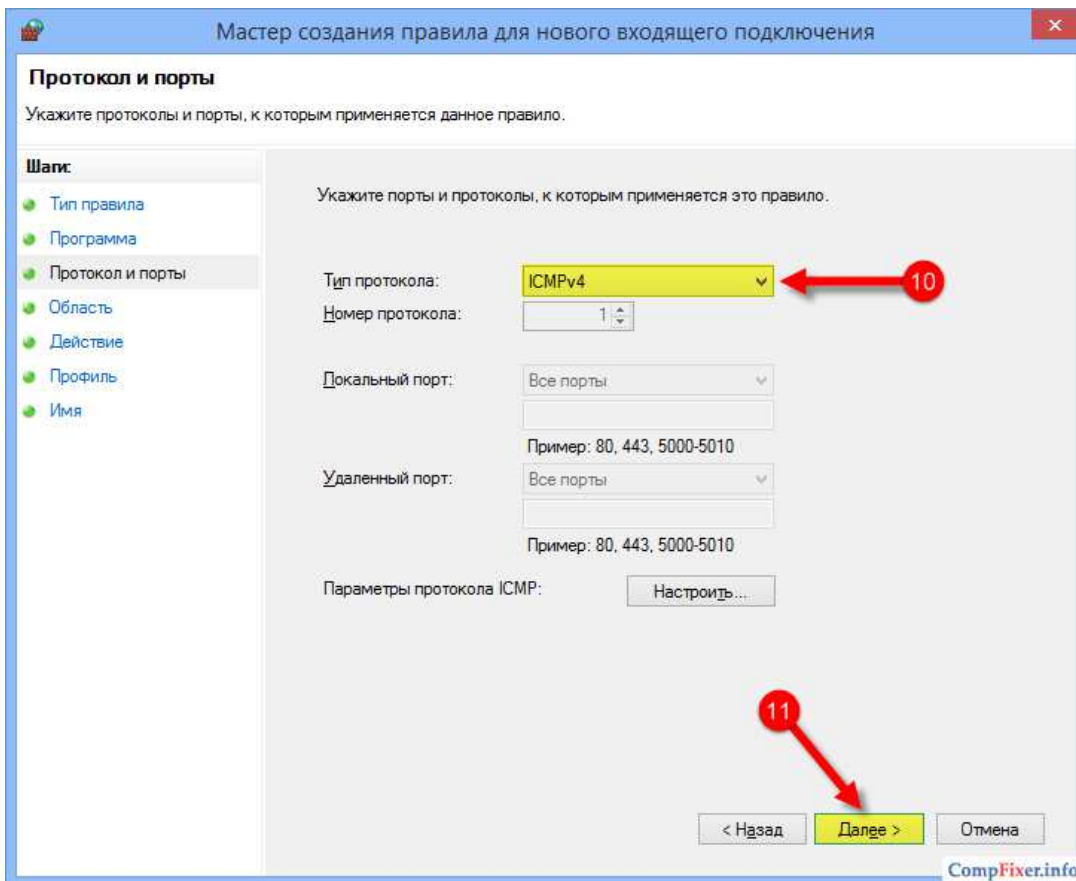 Мастер создания правила для нового входящего подключения
Протокол и порты
Укажите протоколы и порты, к которым применяется данное правило.
Шаги:
Тип правила
Программа
Протокол и порты
Область
Действие
Профиль
Имя
Укажите порты и протоколы, к которым применяется это правило.
Тип протокола: ICMPv4
10
Номер протокола: 1
Локальный порт: Все порты
Пример: 80, 443, 5000-5010
Удаленный порт: Все порты
Пример: 80, 443, 5000-5010
Параметры протокола ICMP: Настроить...
11
< Назад Далее > Отмена
CompFixer.info